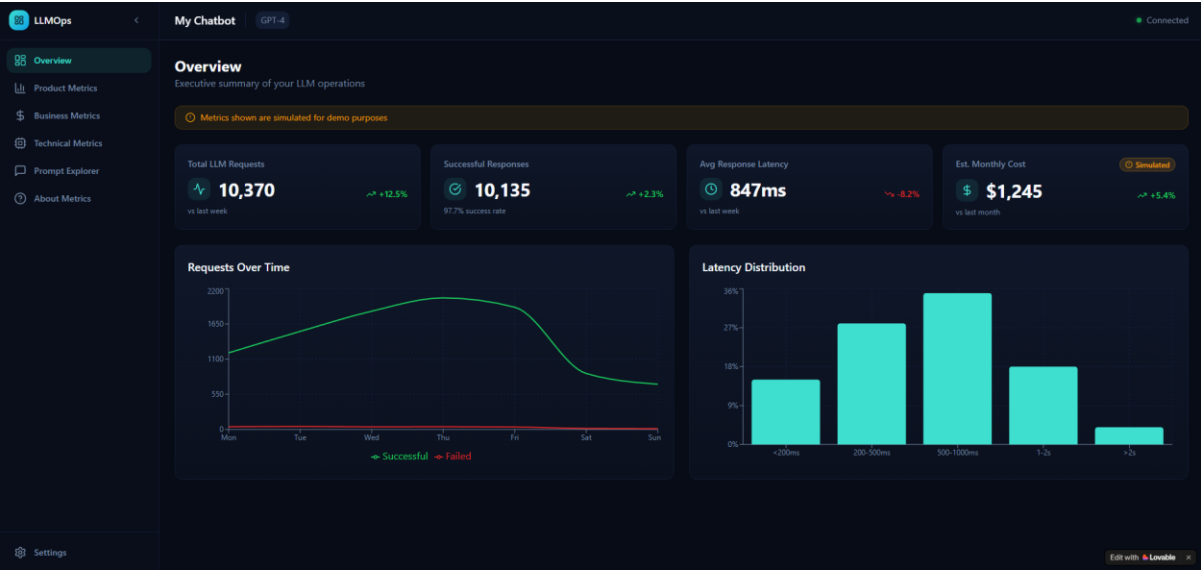 LLMOps
My Chatbot GPT-4 Connected
Overview
Product Metrics
Business Metrics
Technical Metrics
Prompt Explorer
About Metrics
Settings
Overview
Executive summary of your LLM operations
Metrics shown are simulated for demo purposes
Total LLM Requests
10,370 +12.5%
vs last week
Successful Responses
10,135 +2.3%
97.7% success rate
Avg Response Latency
847ms -8.2%
vs last week
Est. Monthly Cost Simulated
$1,245 +5.4%
vs last month
Requests Over Time
2200
1650
1100
550
0
Mon Tue Wed Thu Fri Sat Sun
Successful Failed
Latency Distribution
36%
27%
18%
9%
0%
<200ms 200-500ms 500-1000ms 1-2s >2s
Edit with Lovable ×